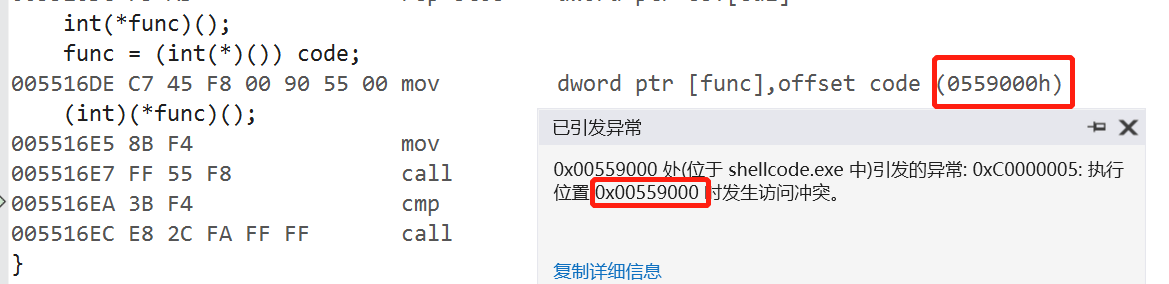 int(*func)();
func = (int(*)()) code;
005516DE C7 45 F8 00 90 55 00 mov dword ptr [func],offset code (0559000h)
(int)(*func)();
005516E5 8B F4 mov
005516E7 FF 55 F8 call
005516EA 3B F4 cmp
005516EC E8 2C FA FF FF call
}
已引发异常
0x00559000 处(位于 shellcode.exe 中)引发的异常: 0xC0000005: 执行
位置 0x00559000 时发生访问冲突。
复制详细信息